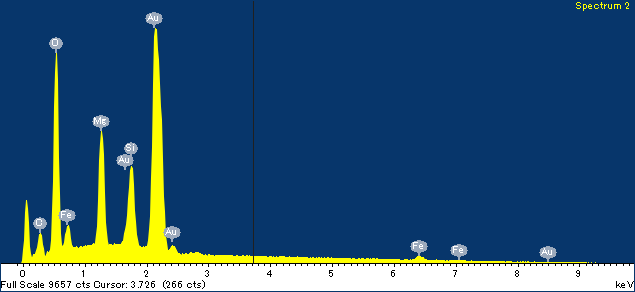 Spectrum 2
Au
O
Mg
Si
Au
C
Fe
Au
Fe
Fe
Au
0 1 2 3 4 5 6 7 8 9
Full Scale 9657 cts Cursor: 3.726 (266 cts) keV